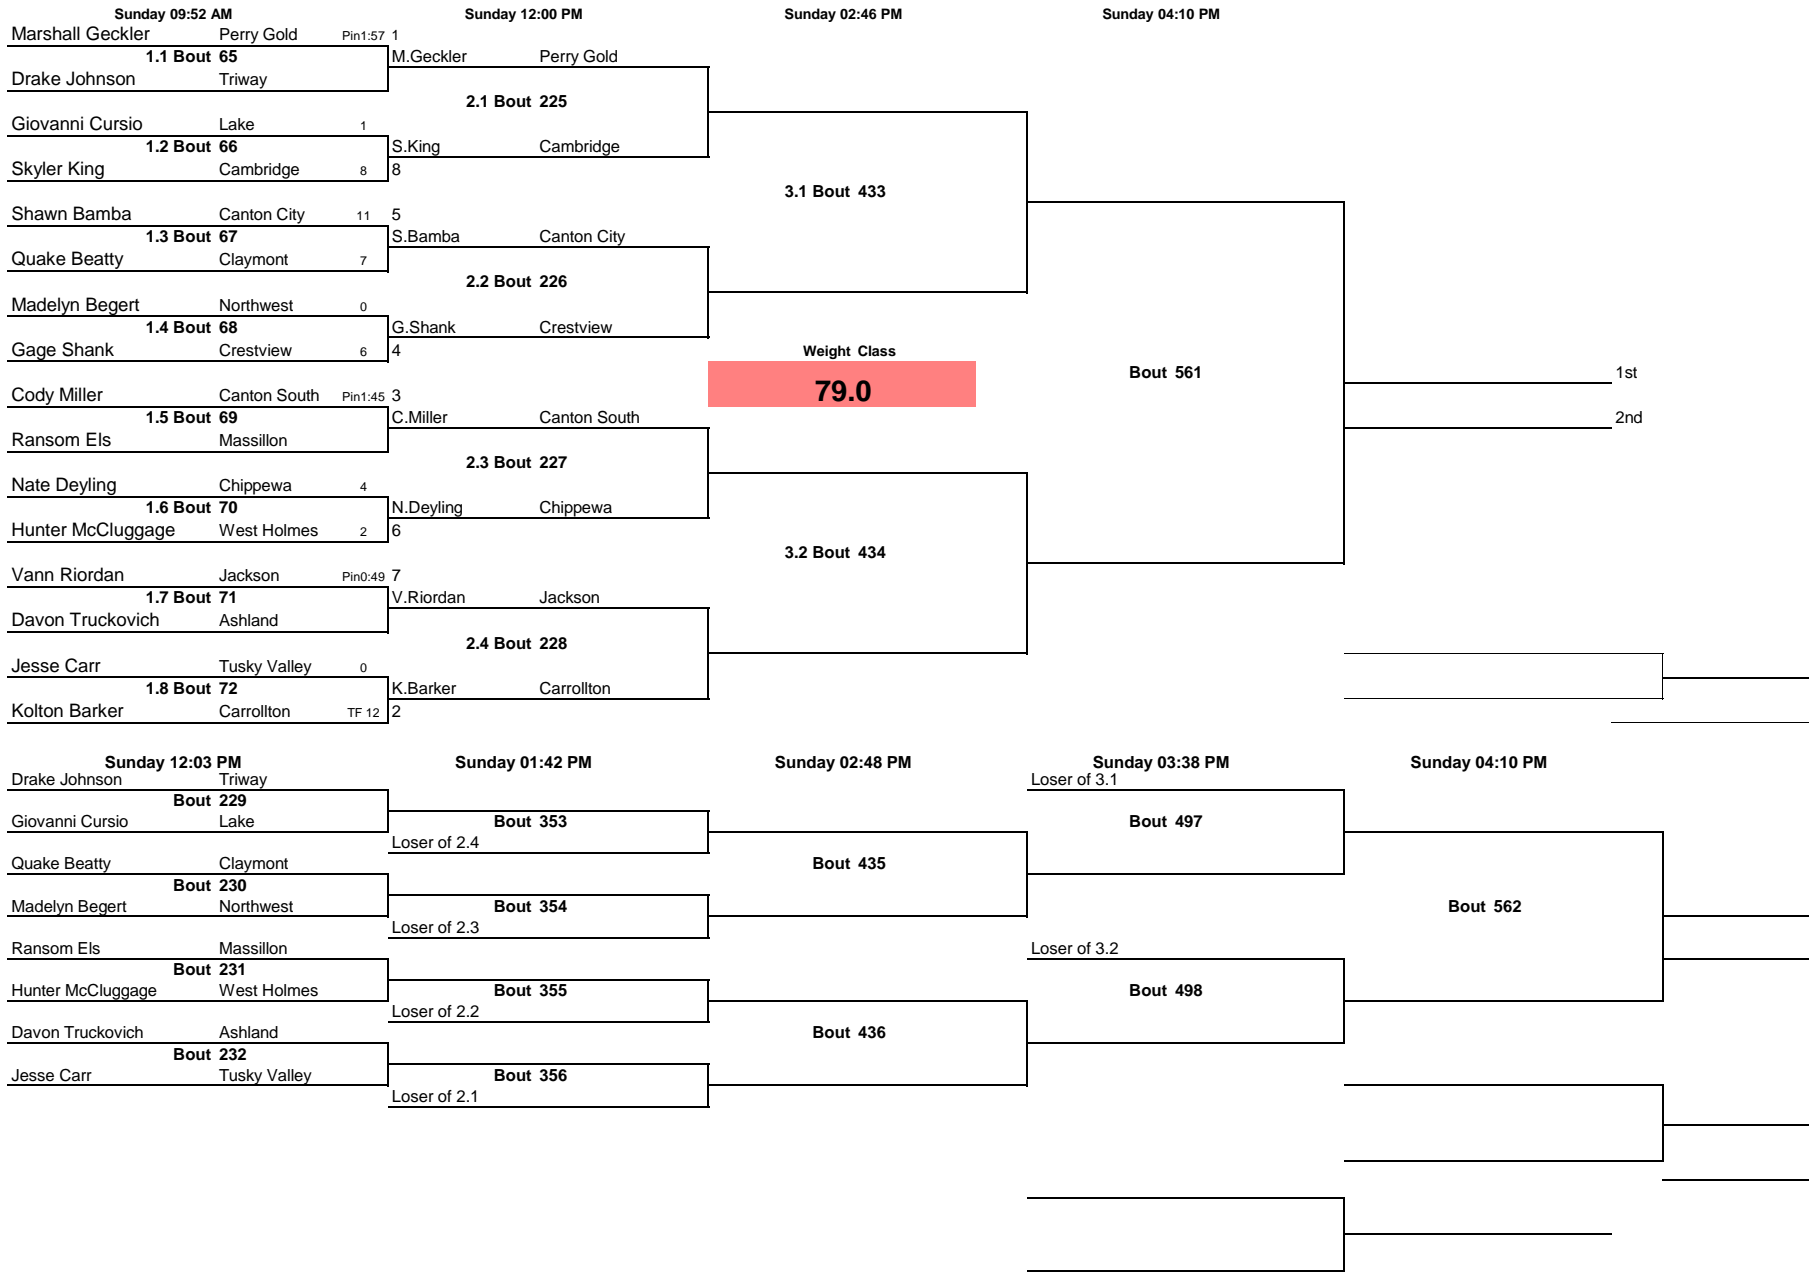 Sunday 09:52 AM Sunday 12:00 PM Sunday 02:46 PM Sunday 04:10 PM
Marshall Geckler Perry Gold Pin1:57 1
1.1 Bout 65 M.Geckler Perry Gold
Drake Johnson Triway
2.1 Bout 225
Giovanni Cursio Lake 1
1.2 Bout 66 S.King Cambridge
Skyler King Cambridge 8 8
3.1 Bout 433
Shawn Bamba Canton City 11 5
1.3 Bout 67 S.Bamba Canton City
Quake Beatty Claymont 7
2.2 Bout 226
Madelyn Begert Northwest 0
1.4 Bout 68 G.Shank Crestview
Gage Shank Crestview 6 4 Weight Class
Bout 561 1st
Cody Miller Canton South Pin1:45 3 79.0
1.5 Bout 69 C.Miller Canton South 2nd
Ransom Els Massillon
2.3 Bout 227
Nate Deyling Chippewa 4
1.6 Bout 70 N.Deyling Chippewa
Hunter McCluggage West Holmes 2 6
3.2 Bout 434
Vann Riordan Jackson Pin0:49 7
1.7 Bout 71 V.Riordan Jackson
Davon Truckovich Ashland
2.4 Bout 228
Jesse Carr Tusky Valley 0
1.8 Bout 72 K.Barker Carrollton
Kolton Barker Carrollton TF 12 2
Sunday 12:03 PM Sunday 01:42 PM Sunday 02:48 PM Sunday 03:38 PM Sunday 04:10 PM
Drake Johnson Triway Loser of 3.1
Bout 229
Giovanni Cursio Lake Bout 353 Bout 497
Loser of 2.4
Quake Beatty Claymont Bout 435
Bout 230
Madelyn Begert Northwest Bout 354 Bout 562
Loser of 2.3
Ransom Els Massillon Loser of 3.2
Bout 231
Hunter McCluggage West Holmes Bout 355 Bout 498
Loser of 2.2
Davon Truckovich Ashland Bout 436
Bout 232
Jesse Carr Tusky Valley Bout 356
Loser of 2.1